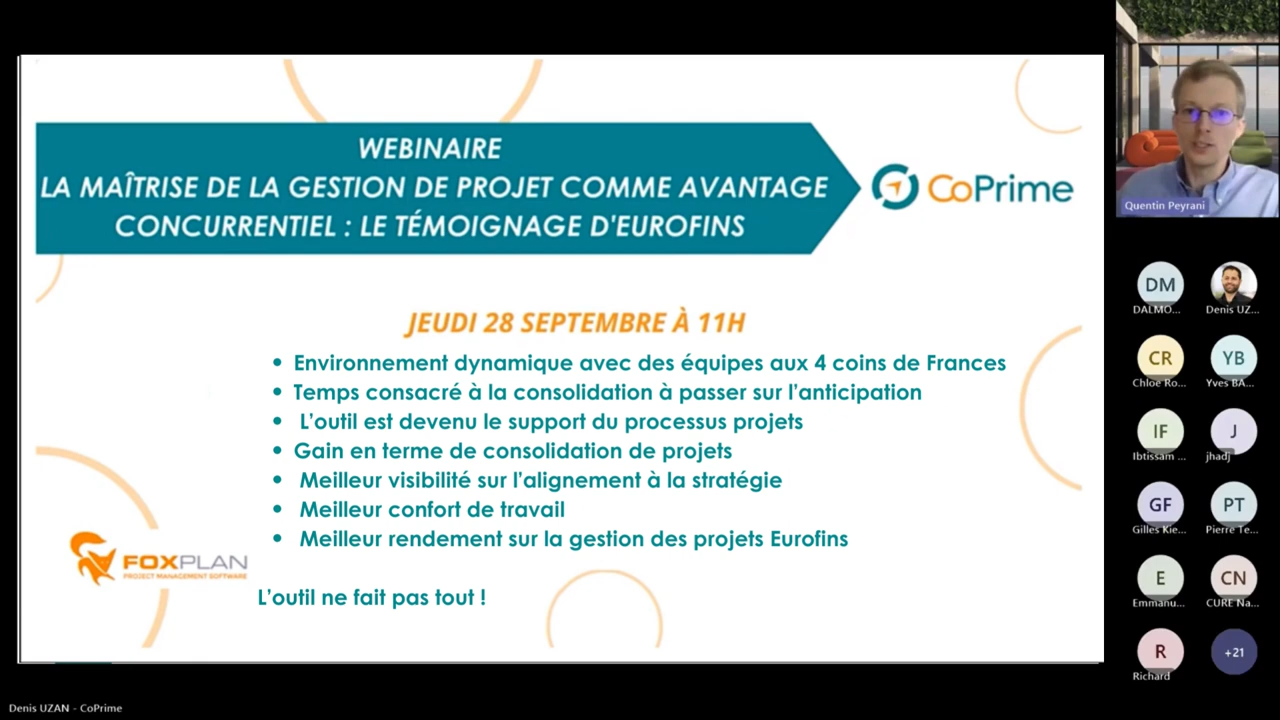 WEBINAIRE
LA MAÎTRISE DE LA GESTION DE PROJET COMME AVANTAGE
CONCURRENTIEL : LE TÉMOIGNAGE D'EUROFINS
CoPrime
JEUDI 28 SEPTEMBRE À 11H
• Environnement dynamique avec des équipes aux 4 coins de Frances
• Temps consacré à la consolidation à passer sur l'anticipation
• L'outil est devenu le support du processus projets
• Gain en terme de consolidation de projets
• Meilleur visibilité sur l'alignement à la stratégie
• Meilleur confort de travail
• Meilleur rendement sur la gestion des projets Eurofins
FOXPLAN
PROJECT MANAGEMENT SOFTWARE
L'outil ne fait pas tout !
Quentin Peyrani
DM
DALMO...
Denis UZ...
CR
Chloe Ro...
YB
Yves BA...
IF
Ibtissam ...
J
jhadj
GF
Gilles Kie...
PT
Pierre Te...
E
Emmanu...
CN
CURE Na...
R
Richard
+21
Denis UZAN - CoPrime